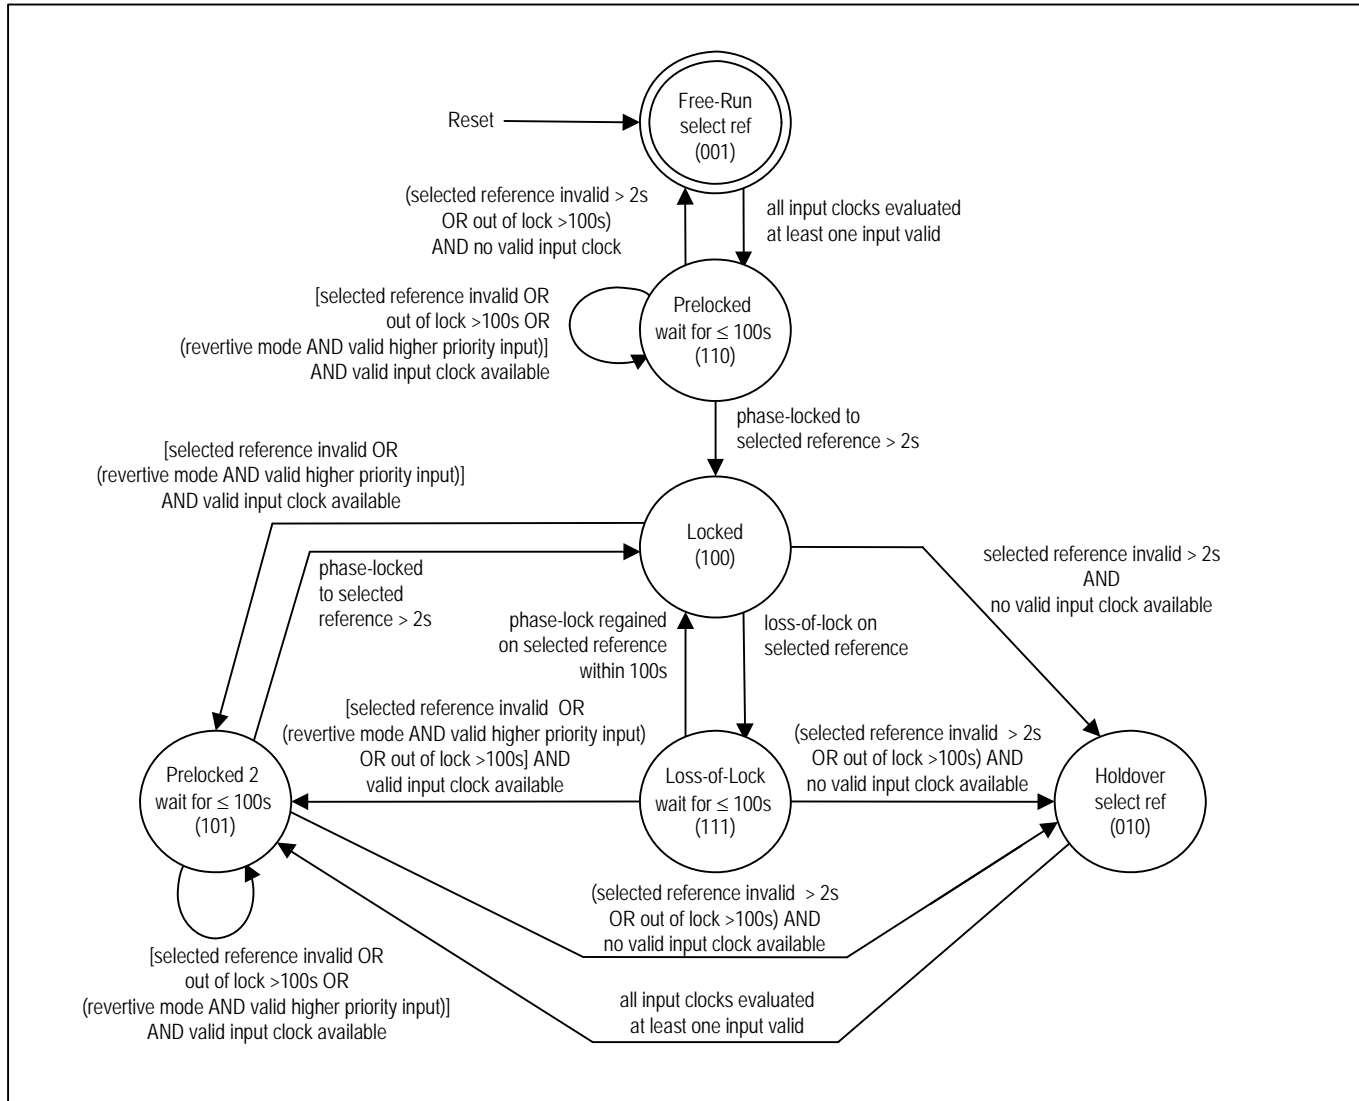 Free-Run
select ref
(001)
Reset
(selected reference invalid > 2s
OR out of lock >100s)
AND no valid input clock
all input clocks evaluated
at least one input valid
[selected reference invalid OR
out of lock >100s OR
(revertive mode AND valid higher priority input)]
AND valid input clock available
Prelocked
wait for ≤ 100s
(110)
phase-locked to
selected reference > 2s
[selected reference invalid OR
(revertive mode AND valid higher priority input)]
AND valid input clock available
Locked
(100)
phase-locked
to selected
reference > 2s
selected reference invalid > 2s
AND
no valid input clock available
phase-lock regained
on selected reference
within 100s
loss-of-lock on
selected reference
[selected reference invalid OR
(revertive mode AND valid higher priority input)
OR out of lock >100s] AND
valid input clock available
(selected reference invalid > 2s
OR out of lock >100s) AND
no valid input clock available
Prelocked 2
wait for ≤ 100s
(101)
Loss-of-Lock
wait for ≤ 100s
(111)
Holdover
select ref
(010)
(selected reference invalid > 2s
OR out of lock >100s) AND
no valid input clock available
[selected reference invalid OR
out of lock >100s OR
(revertive mode AND valid higher priority input)]
AND valid input clock available
all input clocks evaluated
at least one input valid